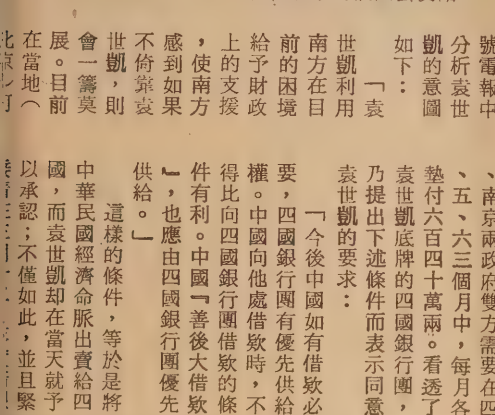 號電報中
分析袁世
凱的意圖
如下：
「袁
世凱利用
南方在目
前的困境
給予財政
上的支援
，使南方
感到如果
不倚靠袁
世凱，則
會一籌莫
展。目前
在當地（
、南京兩政府雙方需要在四
、五、六三個月中，每月各
墊付六百四十萬兩。看透了
袁世凱底牌的四國銀行團，
乃提出下述條件而表示同意
袁世凱的要求：
「今後中國如有借欵必
要，四國銀行團有優先供給
權。中國向他處借欵時，不
得比向四國銀行團借欵的條
件有利。中國『善後大借欵
』，也應由四國銀行團優先
供給。」
這樣的條件，等於是將
中華民國經濟命脈出賣給四
國，而袁世凱却在當天就予
以承認；不僅如此，並且緊